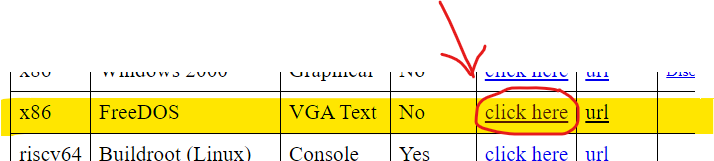 x86 Windows 2000 Graphical No click here url Disc
x86 FreeDOS VGA Text No click here url
riscv64 Buildroot (Linux) Console Yes click here url